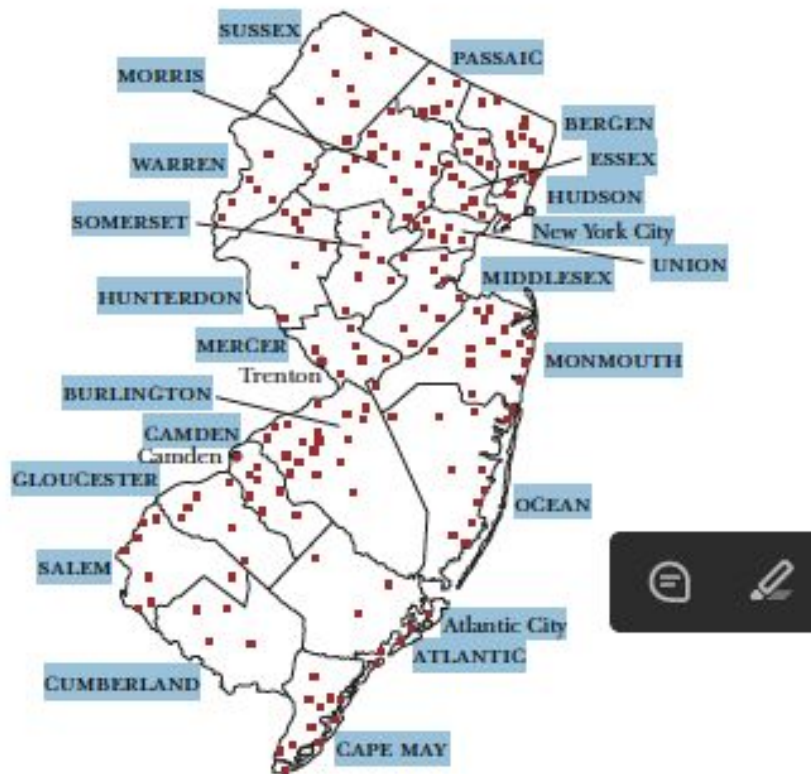 SUSSEX
PASSAIC
MORRIS
BERGEN
ESSEX
WARREN
HUDSON
SOMERSET
New York City
UNION
MIDDLESEX
HUNTERDON
MERCER
MONMOUTH
Trenton
BURLINGTON
CAMDEN
Camden
GLOUCESTER
OCEAN
SALEM
Atlantic City
ATLANTIC
CUMBERLAND
CAPE MAY